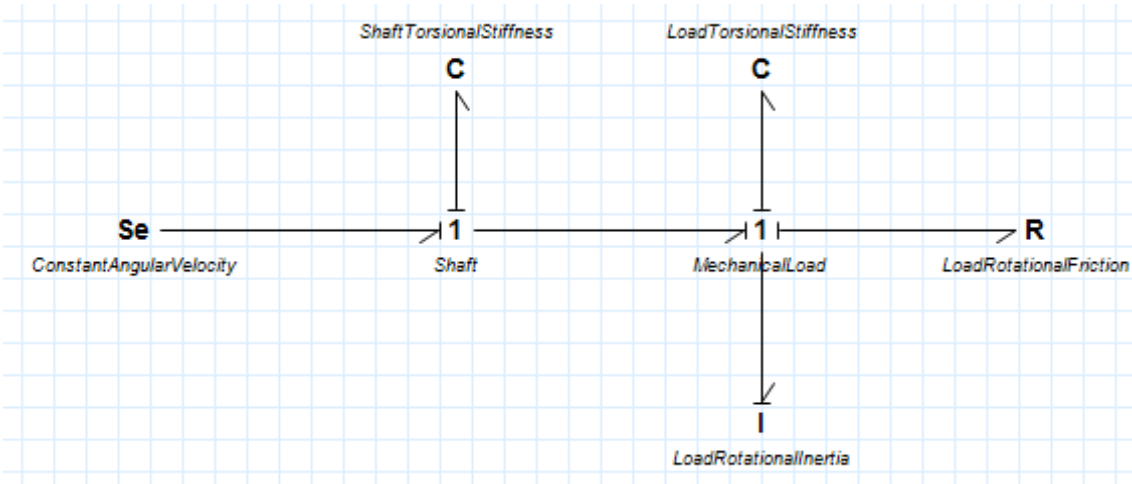 ShaftTorsionalStiffness LoadTorsionalStiffness
C C
Se 1 1 R
ConstantAngularVelocity Shaft MechanicalLoad LoadRotationalFriction
I
LoadRotationalInertia